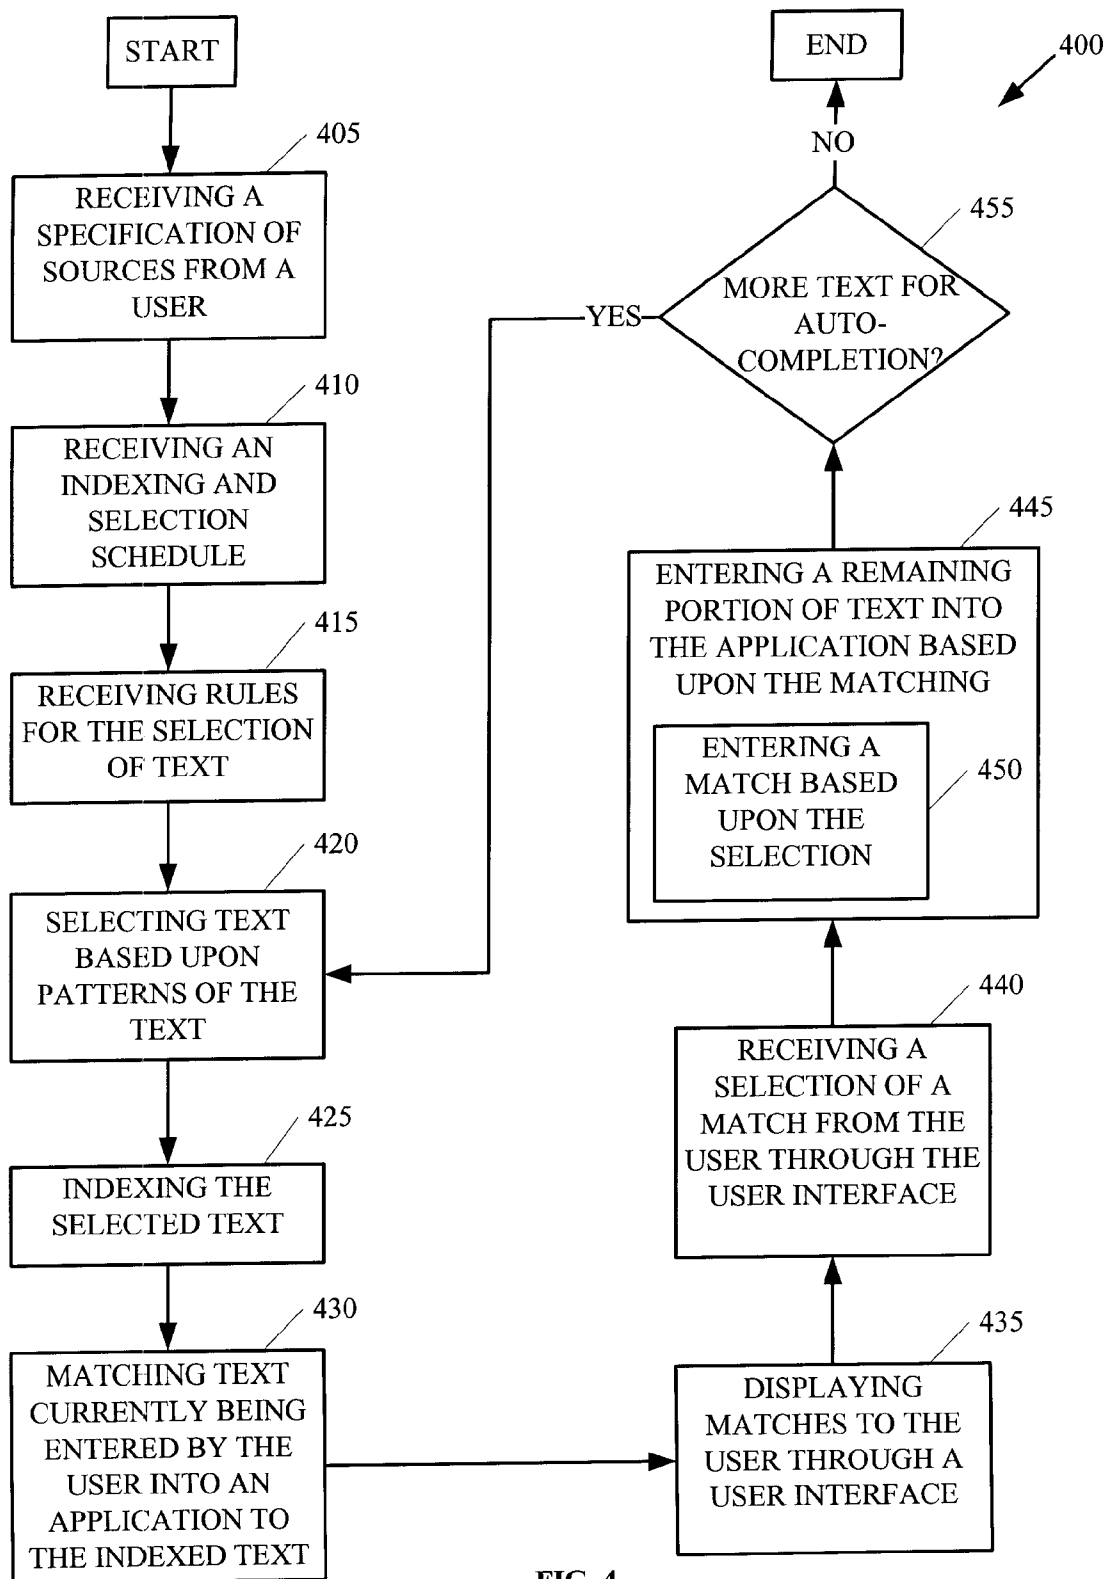 START
405
RECEIVING A
SPECIFICATION OF
SOURCES FROM A
USER
410
RECEIVING AN
INDEXING AND
SELECTION
SCHEDULE
415
RECEIVING RULES
FOR THE SELECTION
OF TEXT
420
SELECTING TEXT
BASED UPON
PATTERNS OF THE
TEXT
425
INDEXING THE
SELECTED TEXT
430
MATCHING TEXT
CURRENTLY BEING
ENTERED BY THE
USER INTO AN
APPLICATION TO
THE INDEXED TEXT
435
DISPLAYING
MATCHES TO THE
USER THROUGH A
USER INTERFACE
440
RECEIVING A
SELECTION OF A
MATCH FROM THE
USER THROUGH THE
USER INTERFACE
445
ENTERING A REMAINING
PORTION OF TEXT INTO
THE APPLICATION BASED
UPON THE MATCHING
450
ENTERING A
MATCH BASED
UPON THE
SELECTION
455
MORE TEXT FOR
AUTO-
COMPLETION?
YES
NO
END
400
FIG. 4